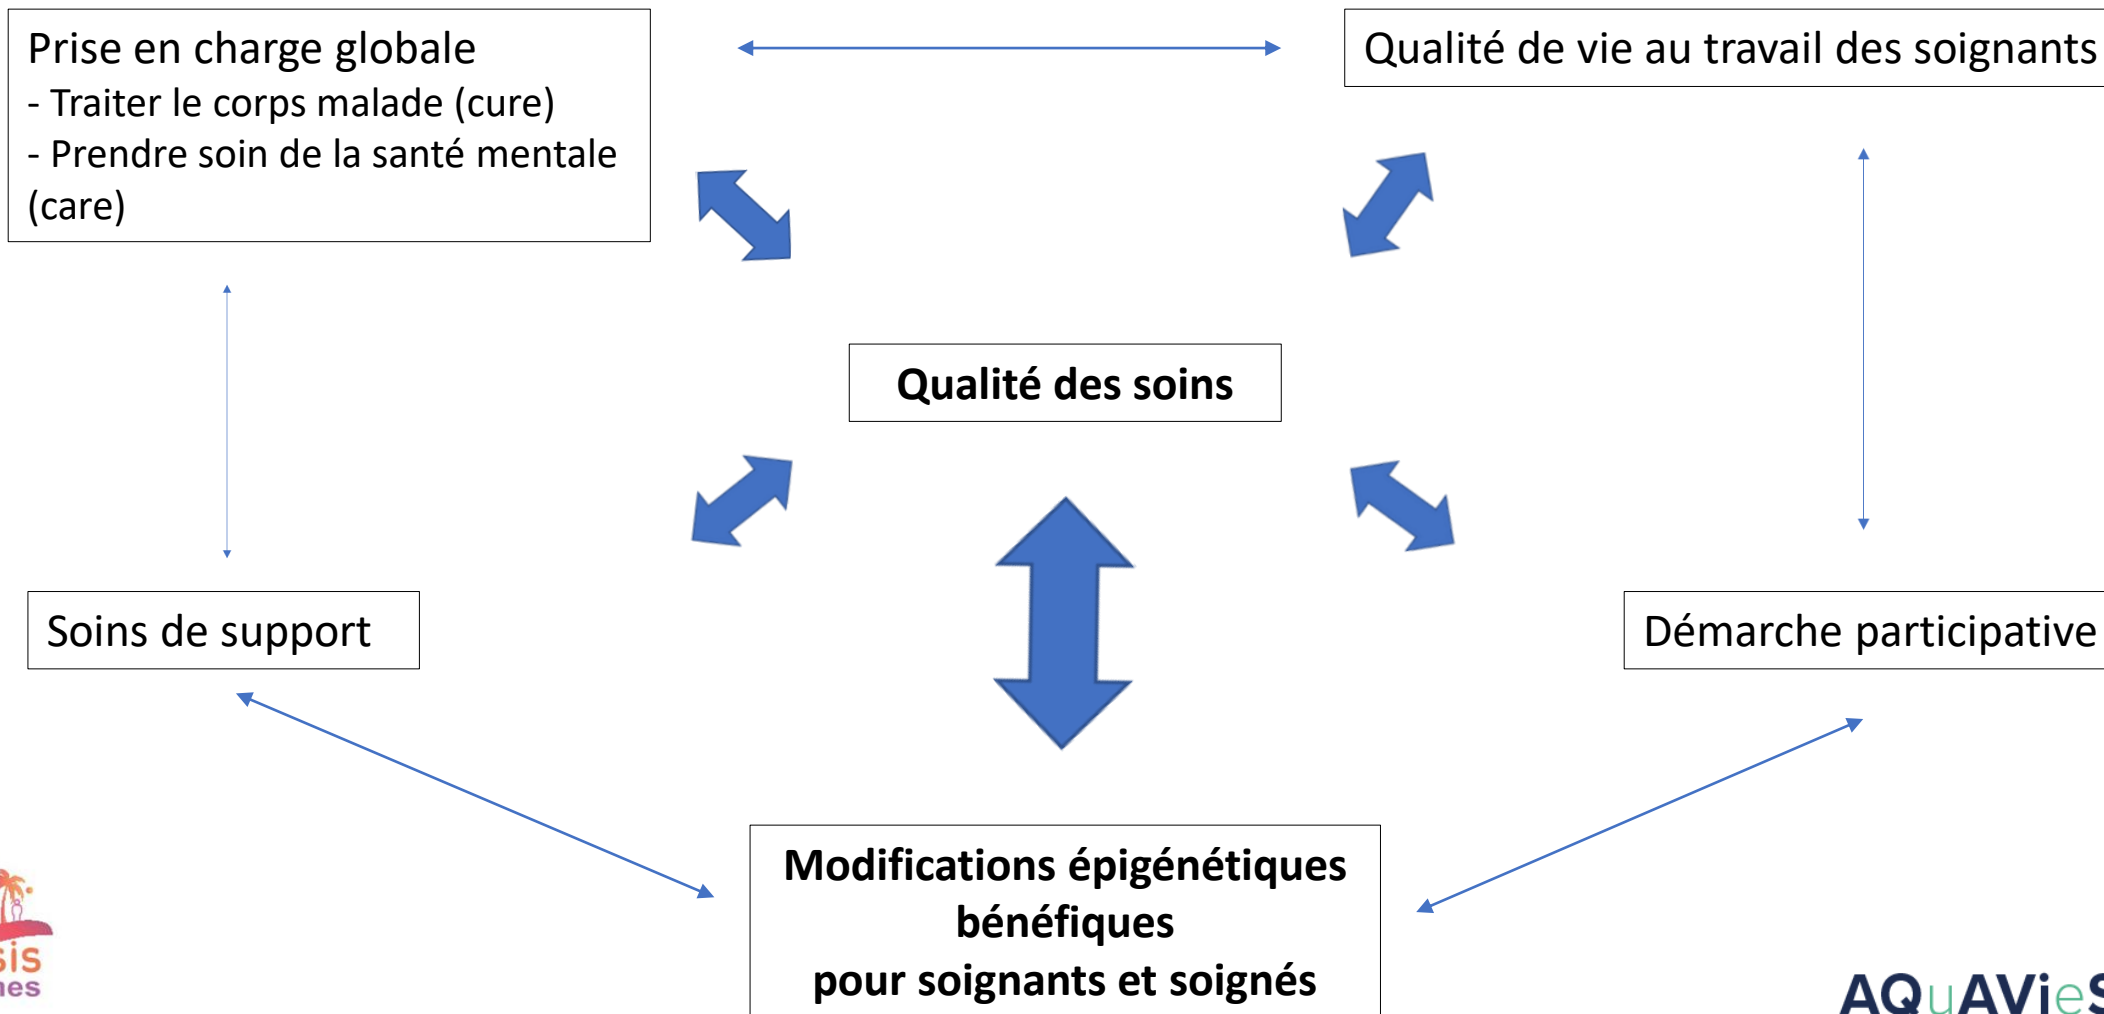 Prise en charge globale
- Traiter le corps malade (cure)
- Prendre soin de la santé mentale
(care)
Qualité de vie au travail des soignants
Qualité des soins
Soins de support
Démarche participative
Modifications épigénétiques
bénéfiques
pour soignants et soignés
AQuAVieS